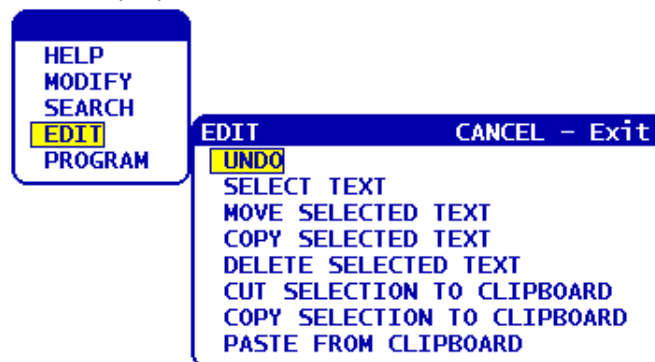 HELP
MODIFY
SEARCH
EDIT
PROGRAM
EDIT CANCEL - Exit
UNDO
SELECT TEXT
MOVE SELECTED TEXT
COPY SELECTED TEXT
DELETE SELECTED TEXT
CUT SELECTION TO CLIPBOARD
COPY SELECTION TO CLIPBOARD
PASTE FROM CLIPBOARD